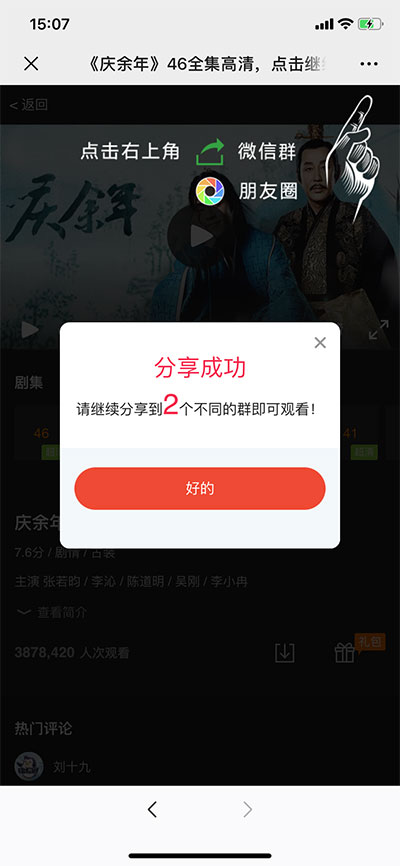 15:07
《庆余年》46全集高清，点击继续
< 返回
点击右上角 微信群
朋友圈
庆余年
剧集
分享成功
请继续分享到2个不同的群即可观看！
46
41
超清
超清
好的
庆余年
7.6分 / 剧情 / 古装
主演 张若昀 / 李沁 / 陈道明 / 吴刚 / 李小冉
查看简介
3878,420 人次观看
礼包
热门评论
刘十九